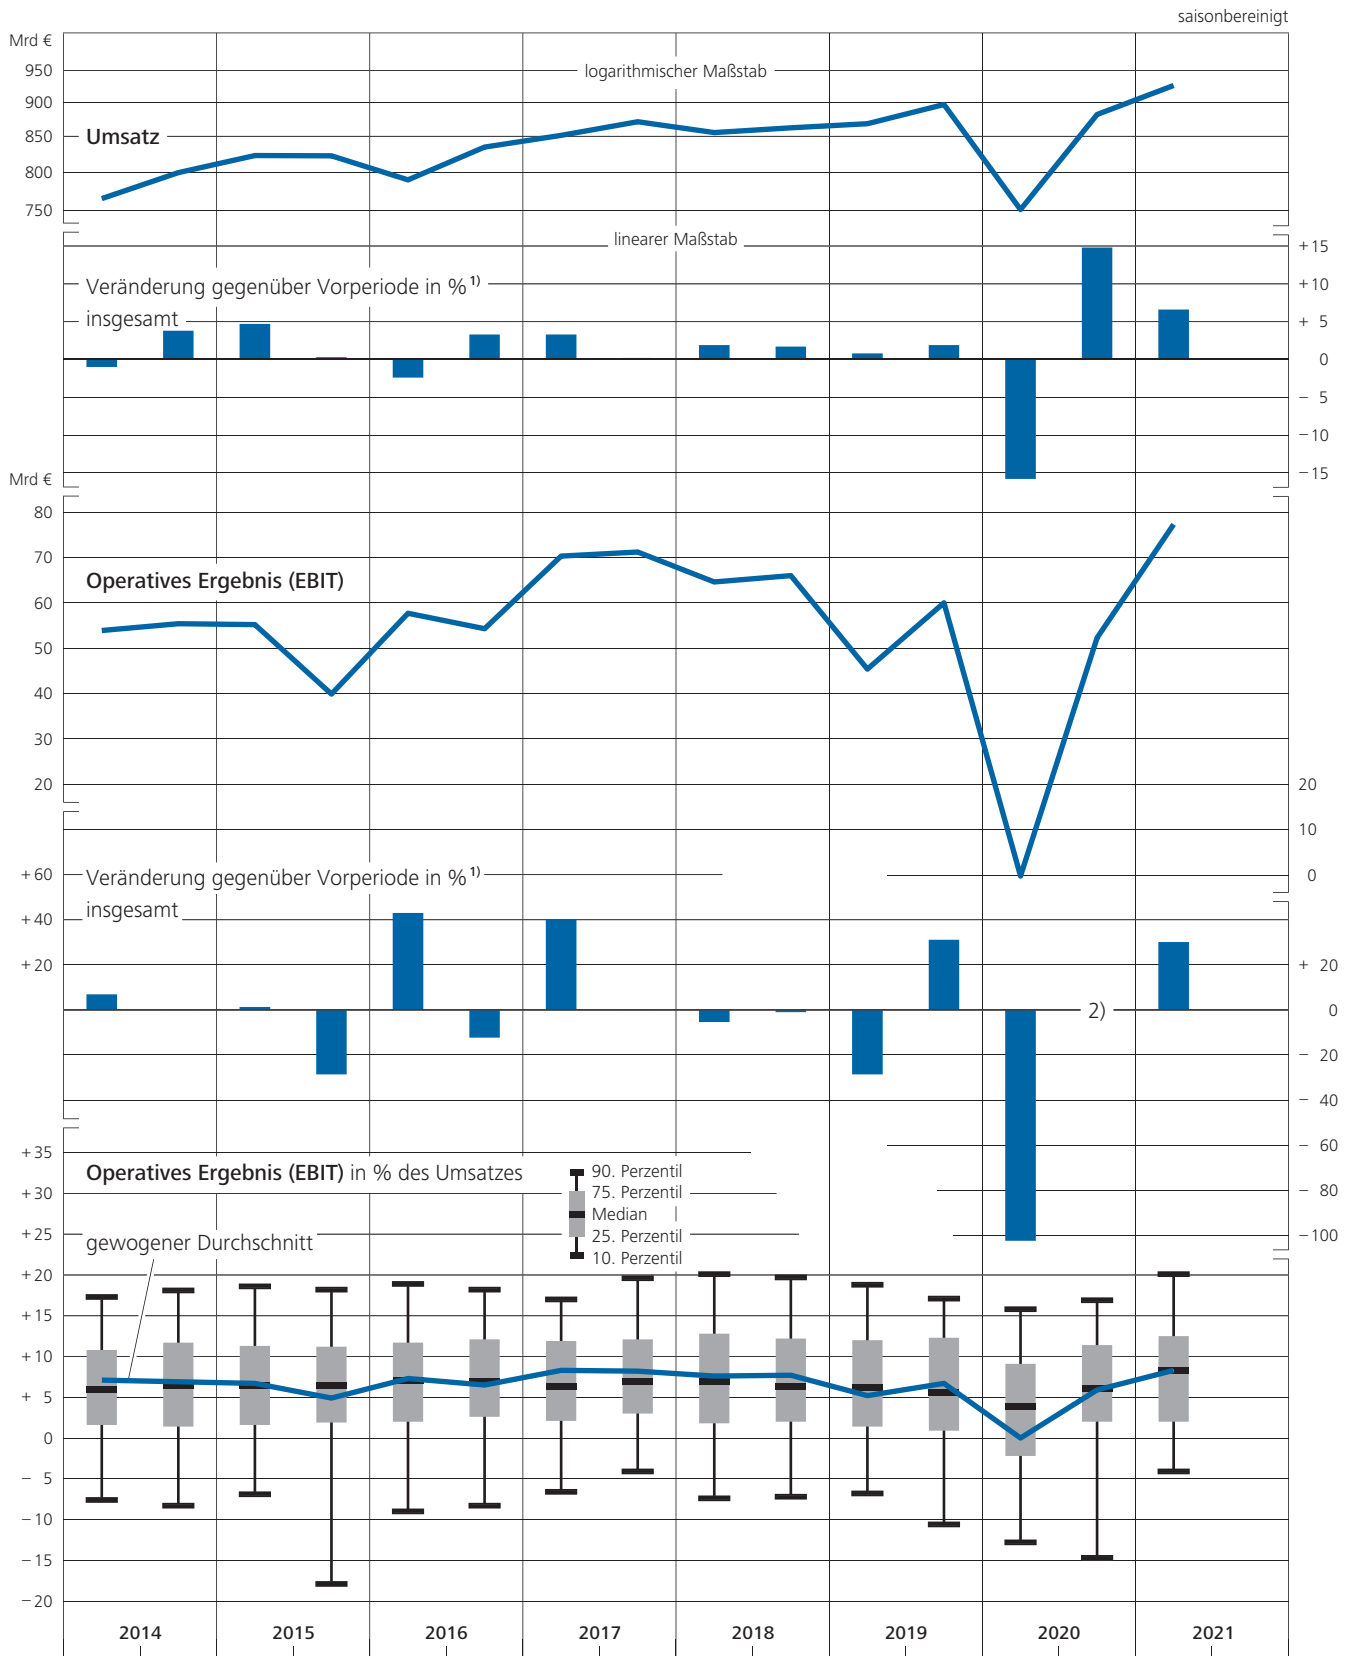 saisonbereinigt
Mrd €
logarithmischer Maßstab
950
900
850
800
750
Umsatz
linearer Maßstab
Veränderung gegenüber Vorperiode in % 1)
insgesamt
+ 15
+ 10
+ 5
0
− 5
− 10
− 15
Mrd €
80
70
60
50
40
30
20
Operatives Ergebnis (EBIT)
20
10
0
Veränderung gegenüber Vorperiode in % 1)
insgesamt
+ 60
+ 40
+ 20
2)
+ 20
0
− 20
− 40
− 60
− 80
− 100
Operatives Ergebnis (EBIT) in % des Umsatzes
90. Perzentil
75. Perzentil
Median
25. Perzentil
10. Perzentil
gewogener Durchschnitt
+ 35
+ 30
+ 25
+ 20
+ 15
+ 10
+ 5
0
− 5
− 10
− 15
− 20
2014 2015 2016 2017 2018 2019 2020 2021